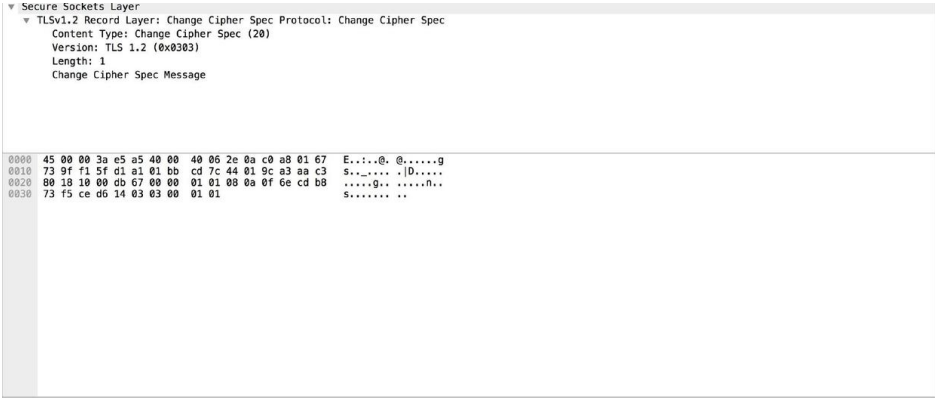 ▼ Secure Sockets Layer
▼ TLSv1.2 Record Layer: Change Cipher Spec Protocol: Change Cipher Spec
Content Type: Change Cipher Spec (20)
Version: TLS 1.2 (0x0303)
Length: 1
Change Cipher Spec Message
0000 45 00 00 3a e5 a5 40 00 40 06 2e 0a c0 a8 01 67 E..:..@. @......g
0010 73 9f f1 5f d1 a1 01 bb cd 7c 44 01 9c a3 aa c3 s.._.... .|D.....
0020 80 18 10 00 db 67 00 00 01 01 08 0a 0f 6e cd b8 .....g.. .....n..
0030 73 f5 ce d6 14 03 03 00 01 01 s....... ..